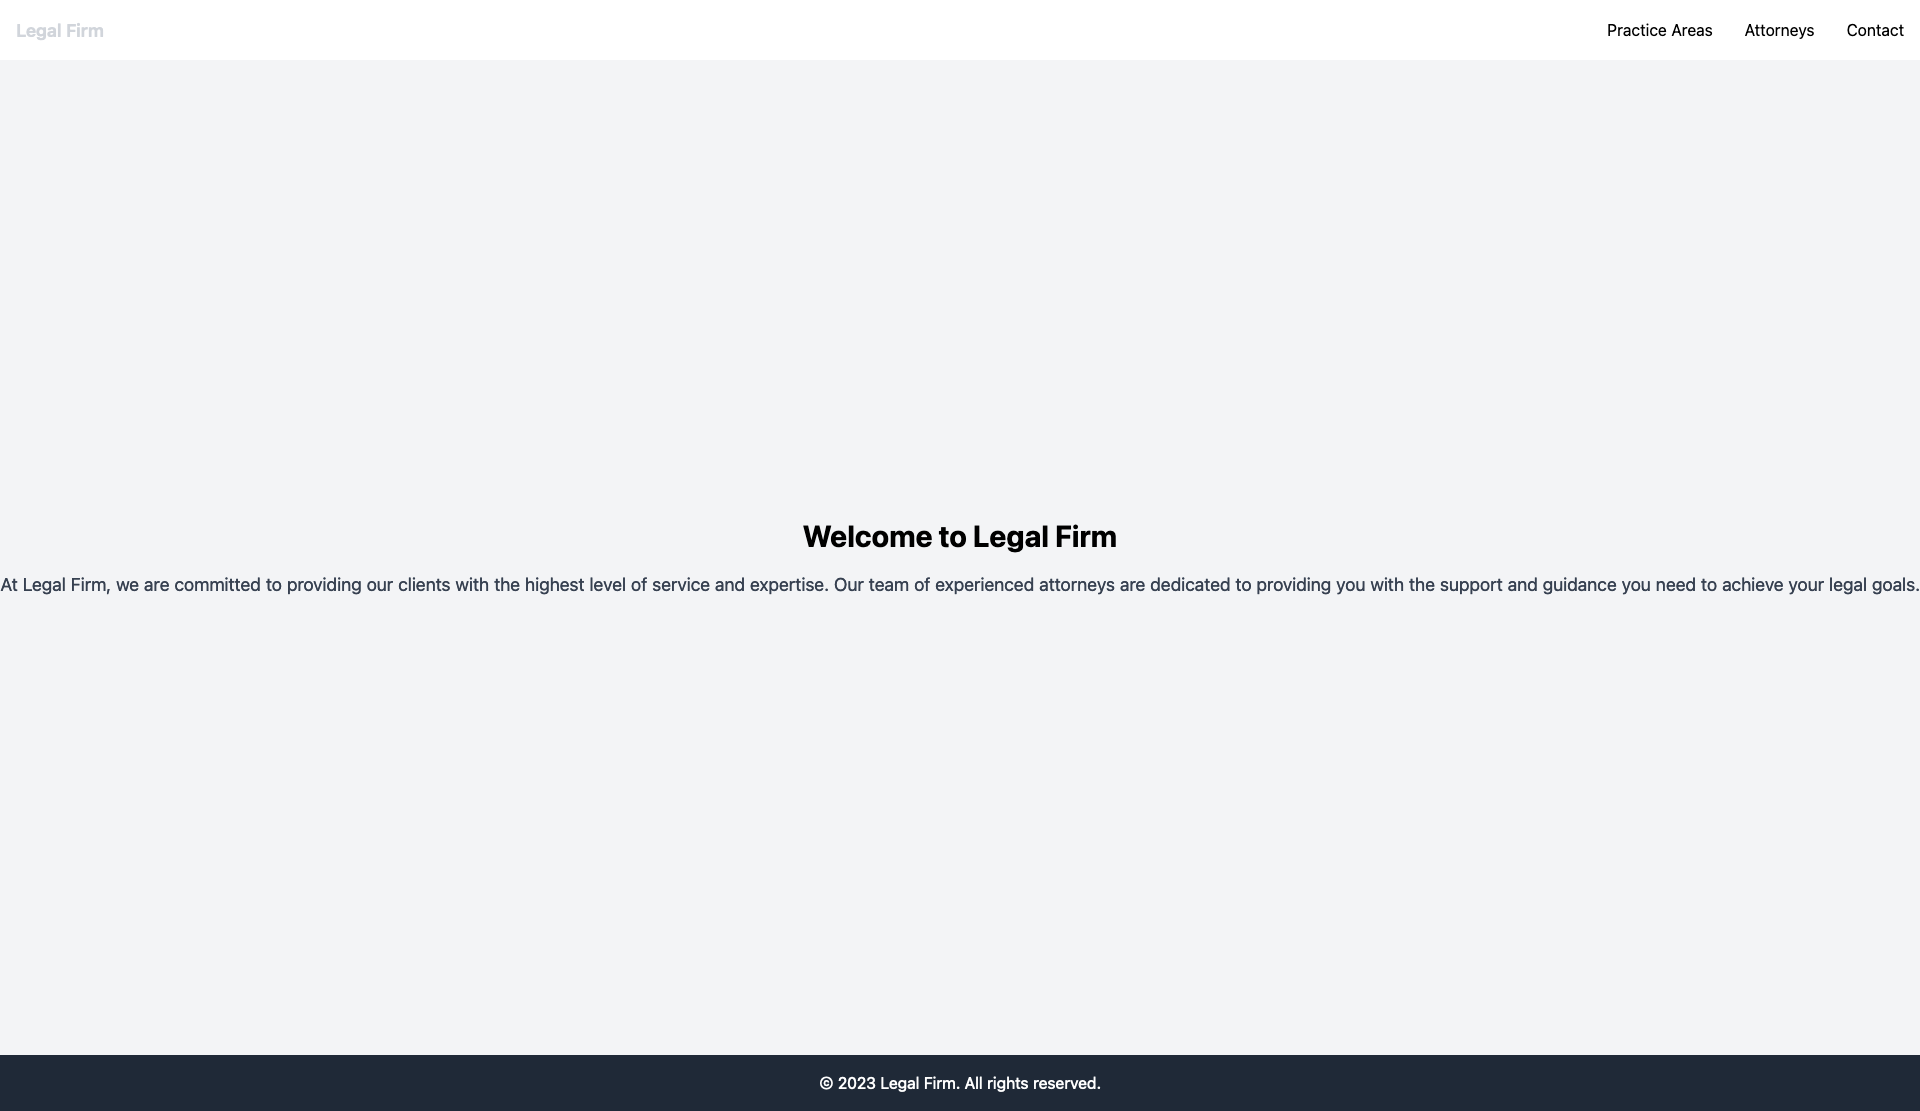 Legal Firm
Practice Areas
Attorneys
Contact
Welcome to Legal Firm
At Legal Firm, we are committed to providing our clients with the highest level of service and expertise. Our team of experienced attorneys are dedicated to providing you with the support and guidance you need to achieve your legal goals.
© 2023 Legal Firm. All rights reserved.